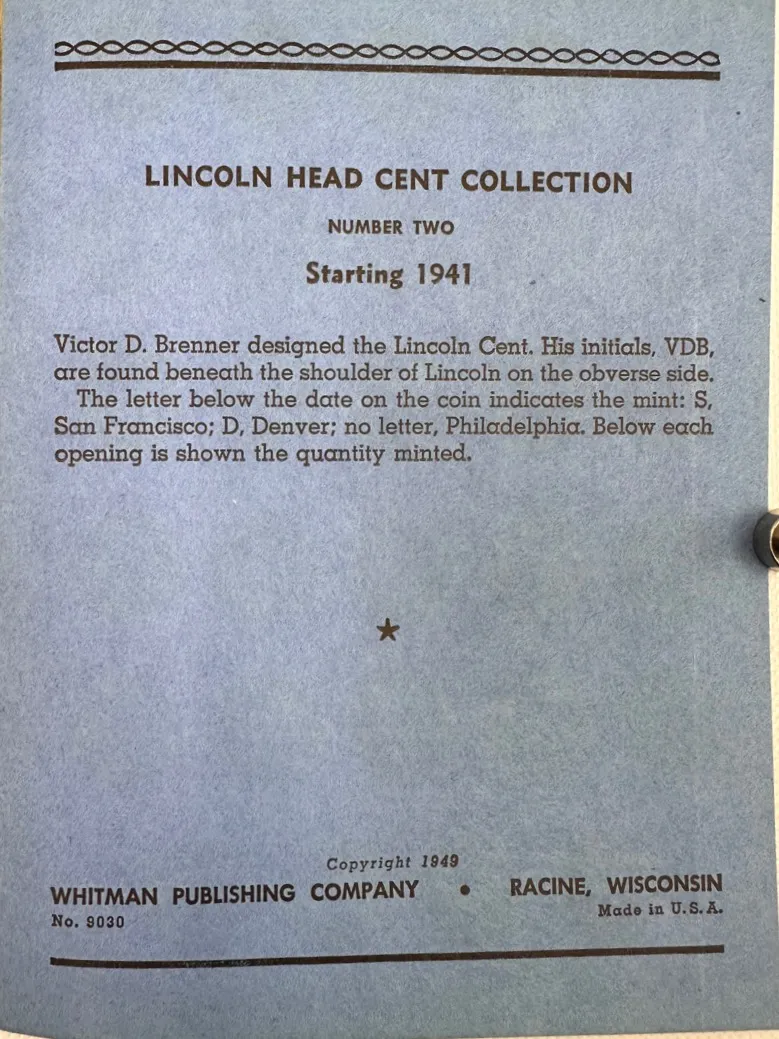 LINCOLN HEAD CENT COLLECTION
NUMBER TWO
Starting 1941
Victor D. Brenner designed the Lincoln Cent. His initials, VDB,
are found beneath the shoulder of Lincoln on the obverse side.
The letter below the date on the coin indicates the mint: S,
San Francisco; D, Denver; no letter, Philadelphia. Below each
opening is shown the quantity minted.
Copyright 1949
WHITMAN PUBLISHING COMPANY • RACINE, WISCONSIN
No. 9030 Made in U.S.A.